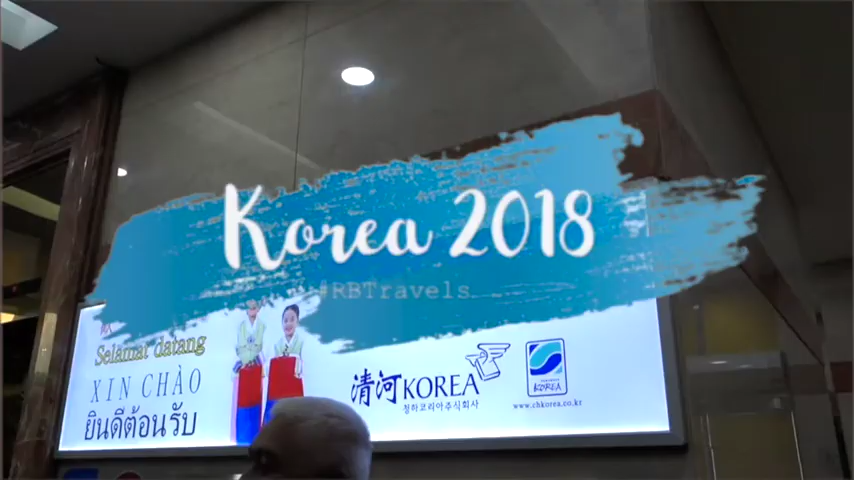 Korea 2018
#RBTravels
Selamat datang
XIN CHÀO
ยินดีต้อนรับ
清河KOREA
청하코리아주식회사
KOREA
www.chkorea.co.kr